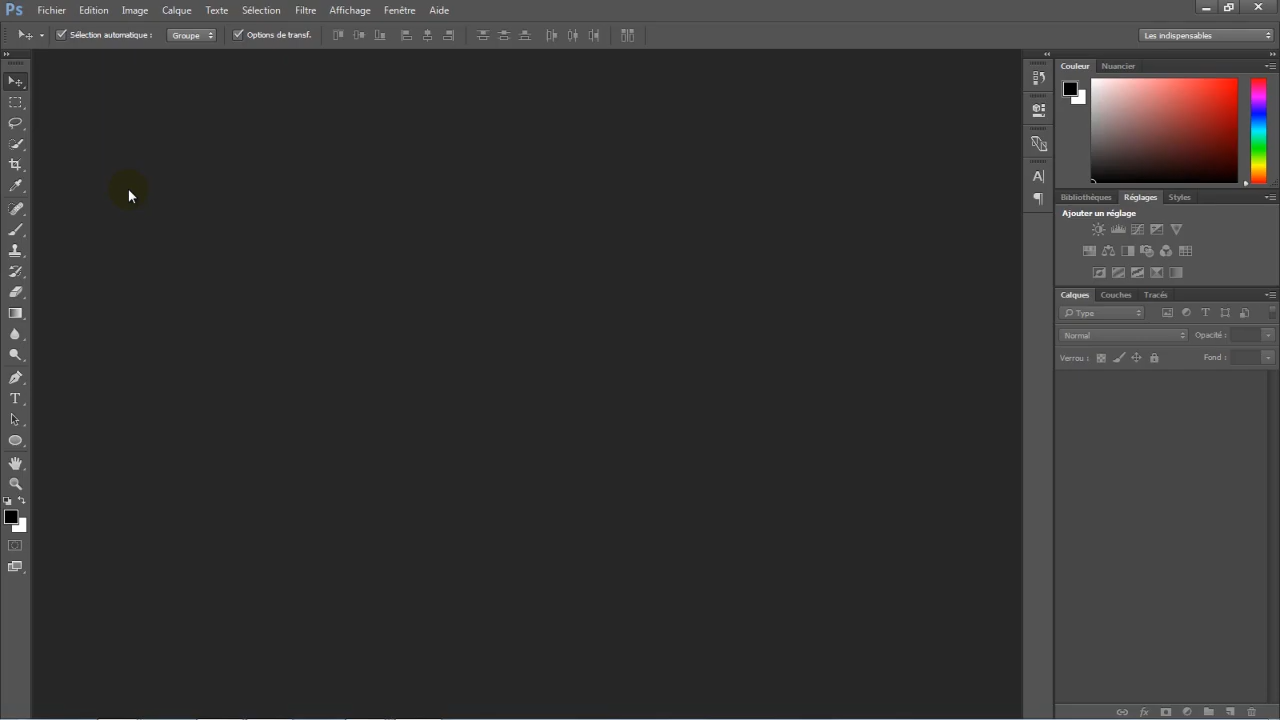 Ps Fichier Edition Image Calque Texte Sélection Filtre Affichage Fenêtre Aide
Sélection automatique : Groupe Options de transf. Les indispensables
Couleur Nuancier
Bibliothèques Réglages Styles
Ajouter un réglage
Calques Couches Tracés
Type
Normal Opacité :
Verrou : Fond :